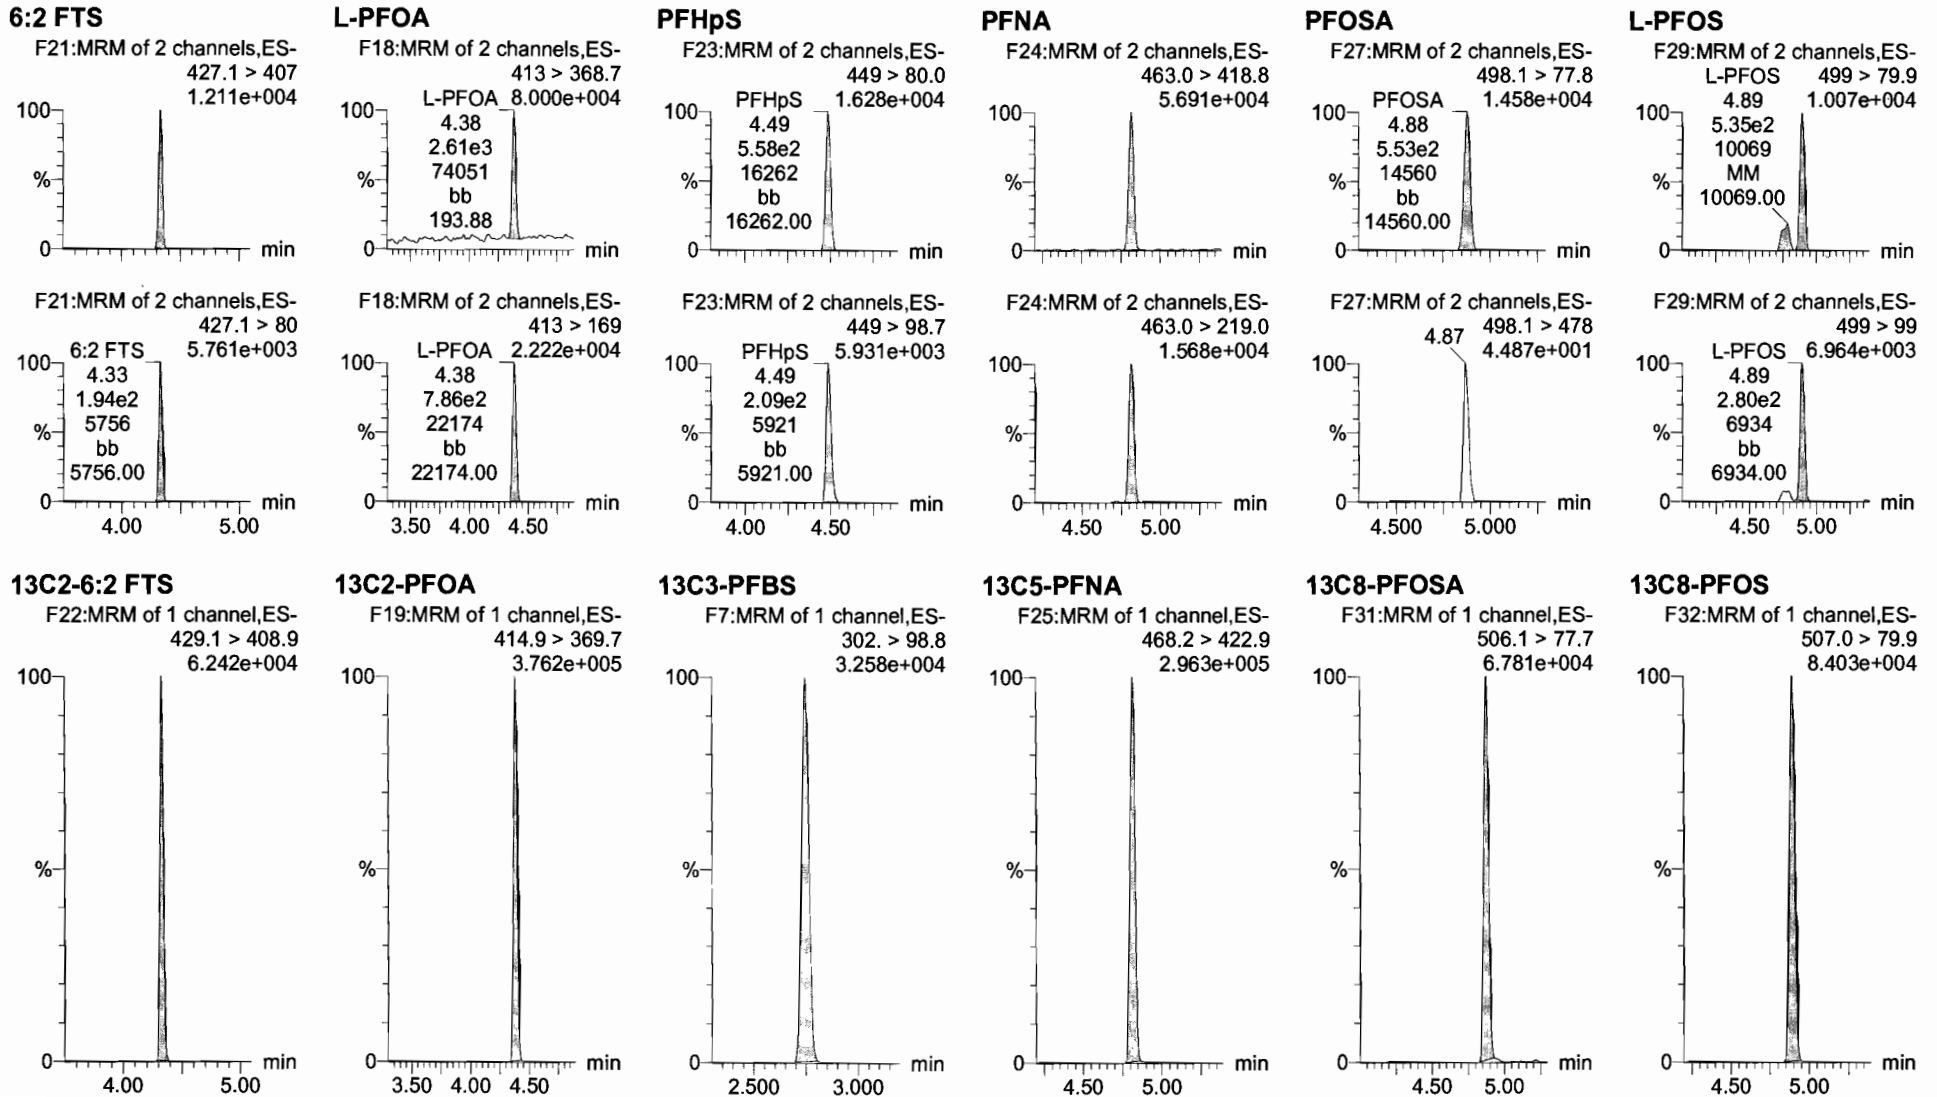 6:2 FTS
F21:MRM of 2 channels,ES-
427.1 > 407
1.211e+004
100
%
0
min
L-PFOA
F18:MRM of 2 channels,ES-
413 > 368.7
L-PFOA 8.000e+004
4.38
2.61e3
74051
bb
193.88
100
%
0
min
PFHpS
F23:MRM of 2 channels,ES-
449 > 80.0
PFHpS 1.628e+004
4.49
5.58e2
16262
bb
16262.00
100
%
0
min
PFNA
F24:MRM of 2 channels,ES-
463.0 > 418.8
5.691e+004
100
%
0
min
PFOSA
F27:MRM of 2 channels,ES-
498.1 > 77.8
PFOSA 1.458e+004
4.88
5.53e2
14560
bb
14560.00
100
%
0
min
L-PFOS
F29:MRM of 2 channels,ES-
L-PFOS 499 > 79.9
4.89 1.007e+004
5.35e2
10069
MM
10069.00
100
%
0
min
F21:MRM of 2 channels,ES-
427.1 > 80
6:2 FTS 5.761e+003
4.33
1.94e2
5756
bb
5756.00
100
%
0
min
4.00 5.00
F18:MRM of 2 channels,ES-
413 > 169
L-PFOA 2.222e+004
4.38
7.86e2
22174
bb
22174.00
100
%
0
min
3.50 4.00 4.50
F23:MRM of 2 channels,ES-
449 > 98.7
PFHpS 5.931e+003
4.49
2.09e2
5921
bb
5921.00
100
%
0
min
4.00 4.50
F24:MRM of 2 channels,ES-
463.0 > 219.0
1.568e+004
100
%
0
min
4.50 5.00
F27:MRM of 2 channels,ES-
498.1 > 478
4.87 4.487e+001
100
%
0
min
4.500 5.000
F29:MRM of 2 channels,ES-
499 > 99
L-PFOS 6.964e+003
4.89
2.80e2
6934
bb
6934.00
100
%
0
min
4.50 5.00
13C2-6:2 FTS
F22:MRM of 1 channel,ES-
429.1 > 408.9
6.242e+004
100
%
0
min
4.00 5.00
13C2-PFOA
F19:MRM of 1 channel,ES-
414.9 > 369.7
3.762e+005
100
%
0
min
3.50 4.00 4.50
13C3-PFBS
F7:MRM of 1 channel,ES-
302. > 98.8
3.258e+004
100
%
0
min
2.500 3.000
13C5-PFNA
F25:MRM of 1 channel,ES-
468.2 > 422.9
2.963e+005
100
%
0
min
4.50 5.00
13C8-PFOSA
F31:MRM of 1 channel,ES-
506.1 > 77.7
6.781e+004
100
%
0
min
4.50 5.00
13C8-PFOS
F32:MRM of 1 channel,ES-
507.0 > 79.9
8.403e+004
100
%
0
min
4.50 5.00